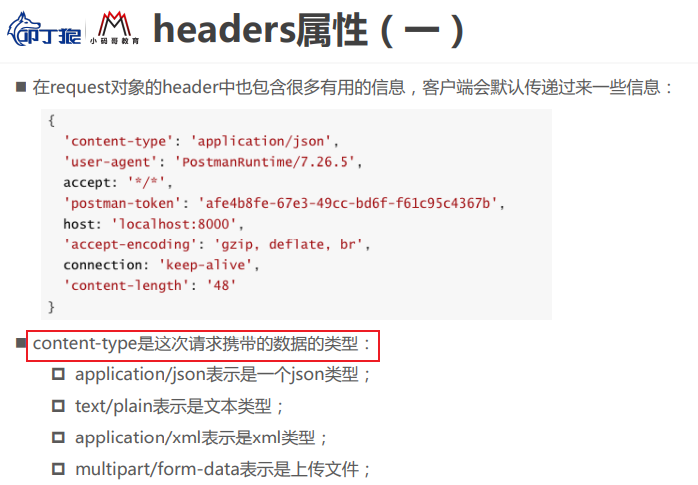 叩丁狼 小码哥教育 headers属性（一）
在request对象的header中也包含很多有用的信息，客户端会默认传递过来一些信息：
{
'content-type': 'application/json',
'user-agent': 'PostmanRuntime/7.26.5',
accept: '*/*',
'postman-token': 'afe4b8fe-67e3-49cc-bd6f-f61c95c4367b',
host: 'localhost:8000',
'accept-encoding': 'gzip, deflate, br',
connection: 'keep-alive',
'content-length': '48'
}
content-type是这次请求携带的数据的类型：
application/json表示是一个json类型；
text/plain表示是文本类型；
application/xml表示是xml类型；
multipart/form-data表示是上传文件；